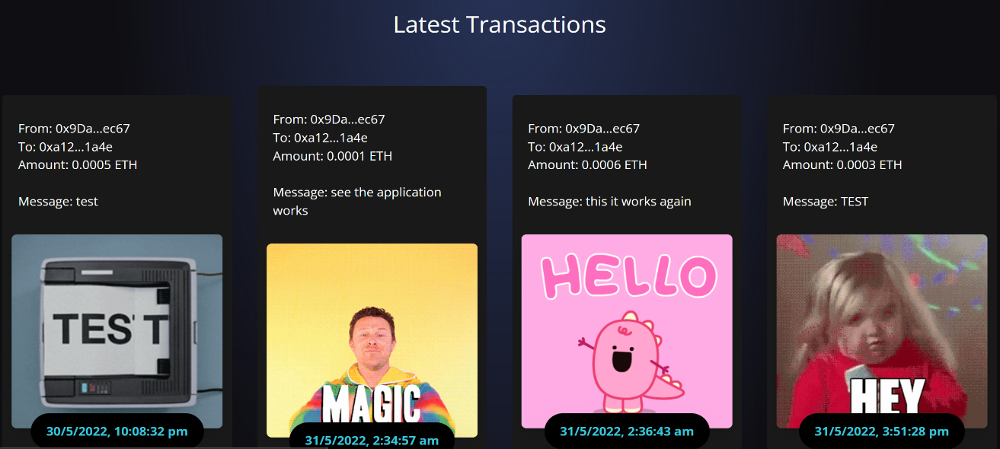 Latest Transactions
From: 0x9Da...ec67
To: 0xa12...1a4e
Amount: 0.0005 ETH
Message: test
TEST
30/5/2022, 10:08:32 pm
From: 0x9Da...ec67
To: 0xa12...1a4e
Amount: 0.0001 ETH
Message: see the application
works
MAGIC
31/5/2022, 2:34:57 am
From: 0x9Da...ec67
To: 0xa12...1a4e
Amount: 0.0006 ETH
Message: this it works again
HELLO
31/5/2022, 2:36:43 am
From: 0x9Da...ec67
To: 0xa12...1a4e
Amount: 0.0003 ETH
Message: TEST
HEY
31/5/2022, 3:51:28 pm